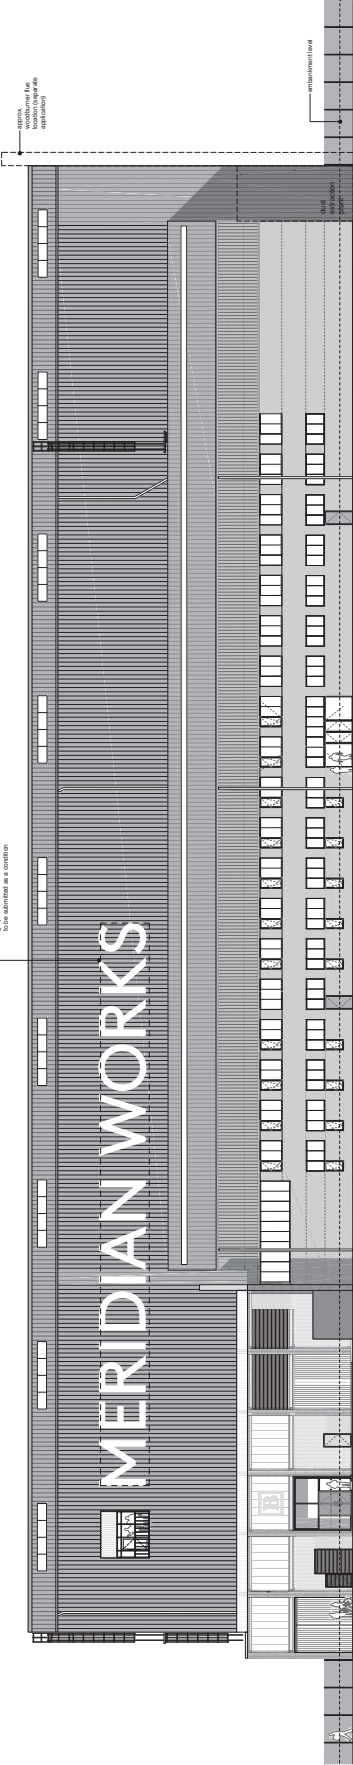 approx.
woodburner flue
location (separate
application)
embankment level
dust
extraction
plant
to be submitted as a condition
MERIDIAN WORKS
B